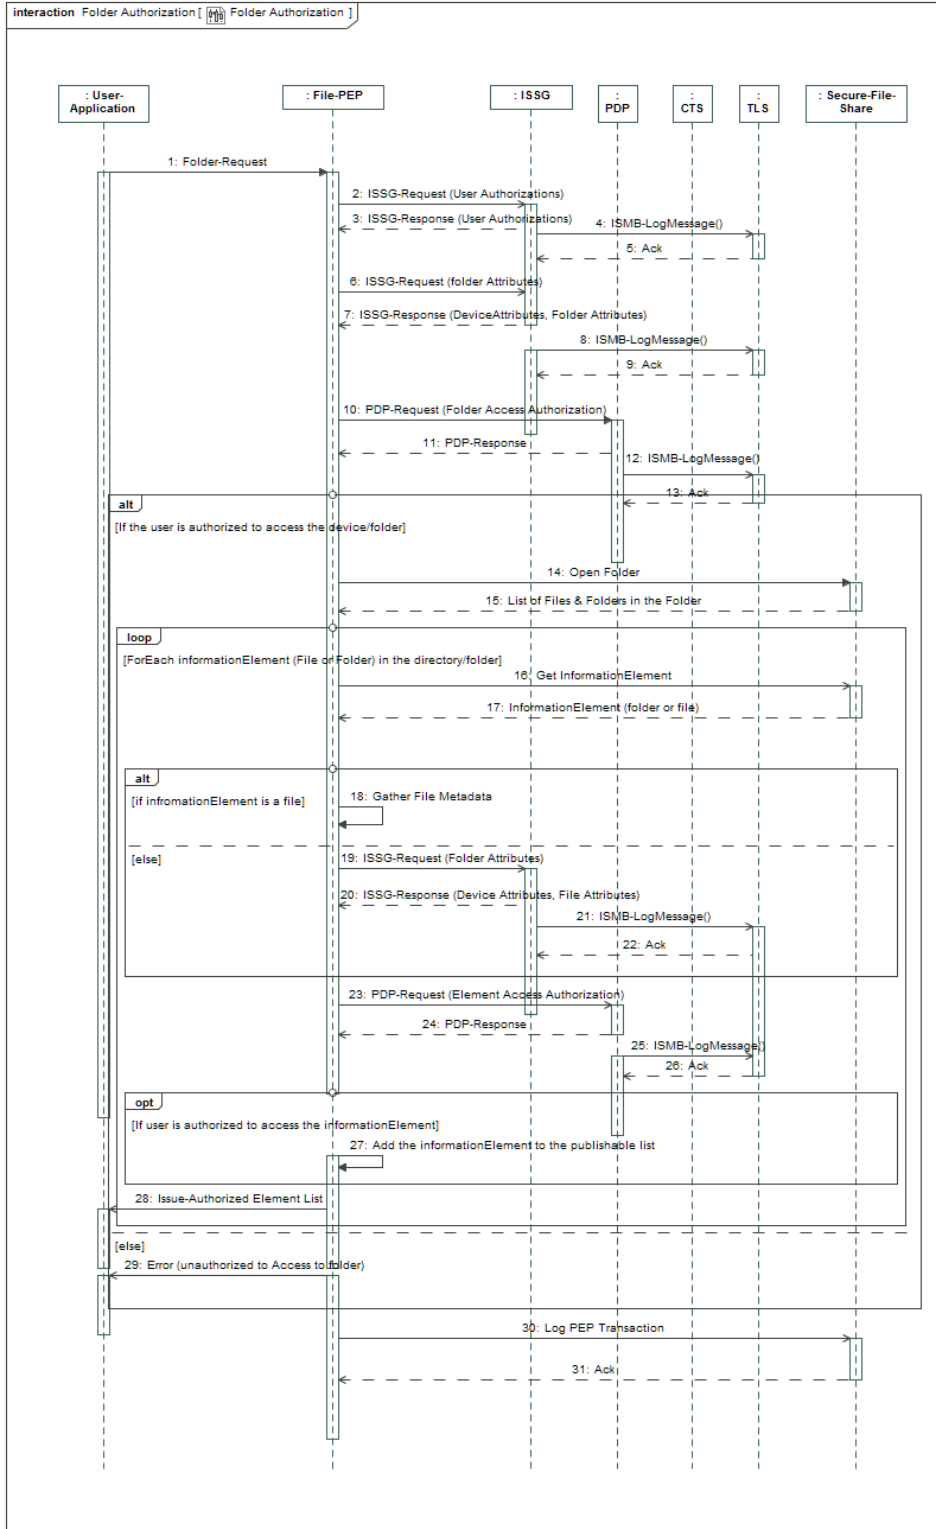 interaction Folder Authorization [ Folder Authorization ]
: User-
Application
: File-PEP
: ISSG
:
PDP
:
CTS
:
TLS
: Secure-File-
Share
1: Folder-Request
2: ISSG-Request (User Authorizations)
3: ISSG-Response (User Authorizations)
4: ISMB-LogMessage()
5: Ack
6: ISSG-Request (folder Attributes)
7: ISSG-Response (DeviceAttributes, Folder Attributes)
8: ISMB-LogMessage()
9: Ack
10: PDP-Request (Folder Access Authorization)
11: PDP-Response
12: ISMB-LogMessage()
13: Ack
alt
[If the user is authorized to access the device/folder]
14: Open Folder
15: List of Files & Folders in the Folder
loop
[ForEach informationElement (File or Folder) in the directory/folder]
16: Get InformationElement
17: InformationElement (folder or file)
alt
[if infromationElement is a file]
18: Gather File Metadata
[else]
19: ISSG-Request (Folder Attributes)
20: ISSG-Response (Device Attributes, File Attributes)
21: ISMB-LogMessage()
22: Ack
23: PDP-Request (Element Access Authorization)
24: PDP-Response
25: ISMB-LogMessage()
26: Ack
opt
[If user is authorized to access the informationElement]
27: Add the informationElement to the publishable list
28: Issue-Authorized Element List
[else]
29: Error (unauthorized to Access to folder)
30: Log PEP Transaction
31: Ack